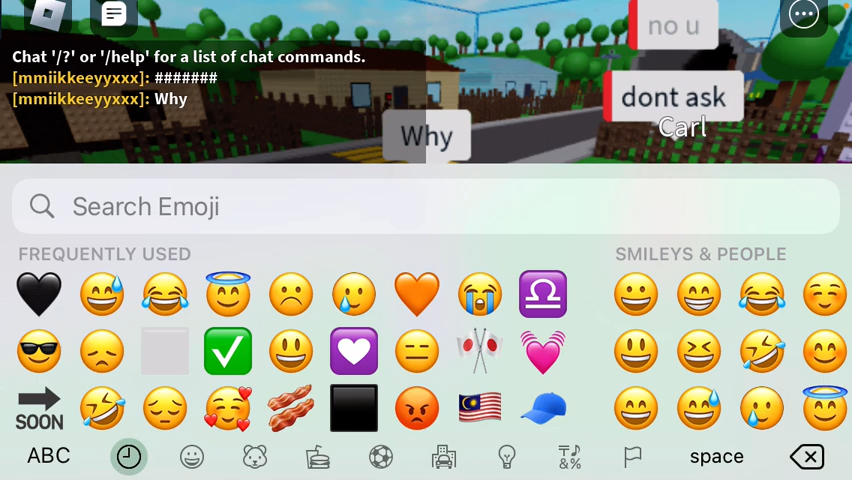 no u
Chat '/?' or '/help' for a list of chat commands.
[mmiikkeeyyxxx]: #######
[mmiikkeeyyxxx]: Why
dont ask
Carl
Why
Search Emoji
FREQUENTLY USED
SMILEYS & PEOPLE
SOON
ABC
space